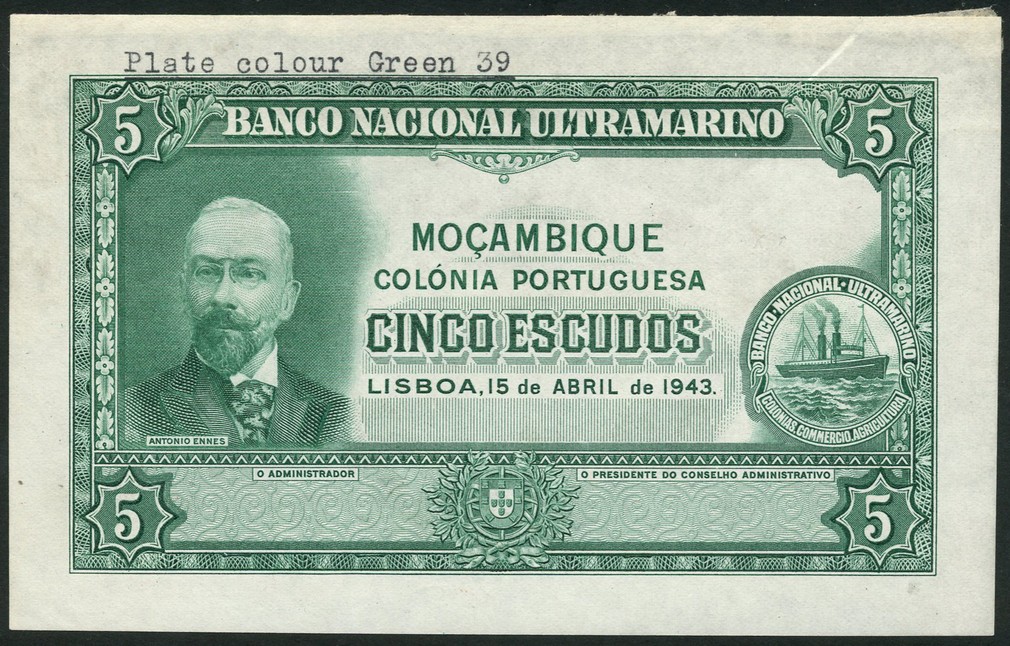 Plate colour Green 39
5 BANCO NACIONAL ULTRAMARINO 5
MOÇAMBIQUE
COLÓNIA PORTUGUESA
CINCO ESCUDOS
LISBOA, 15 de ABRIL de 1943.
BANCO·NACIONAL·ULTRAMARINO
COLONIAS, COMMERCIO, AGRICULTURA
ANTONIO ENNES
O ADMINISTRADOR
O PRESIDENTE DO CONSELHO ADMINISTRATIVO
5 5